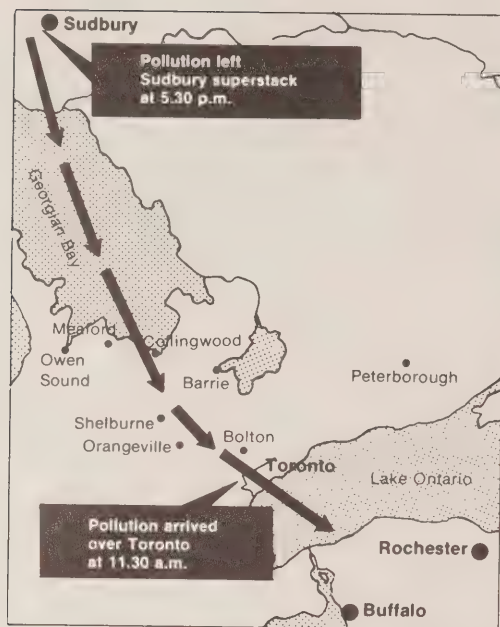 Sudbury
Pollution left
Sudbury superstack
at 5.30 p.m.
Georgian Bay
Meaford
Collingwood
Owen
Sound
Barrie
Peterborough
Shelburne
Orangeville
Bolton
Toronto
Lake Ontario
Pollution arrived
over Toronto
at 11.30 a.m.
Rochester
Buffalo